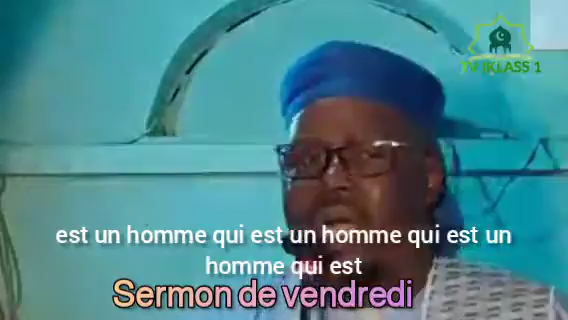 TV IKLASS 1
est un homme qui est un homme qui est un
homme qui est
Sermon de vendredi